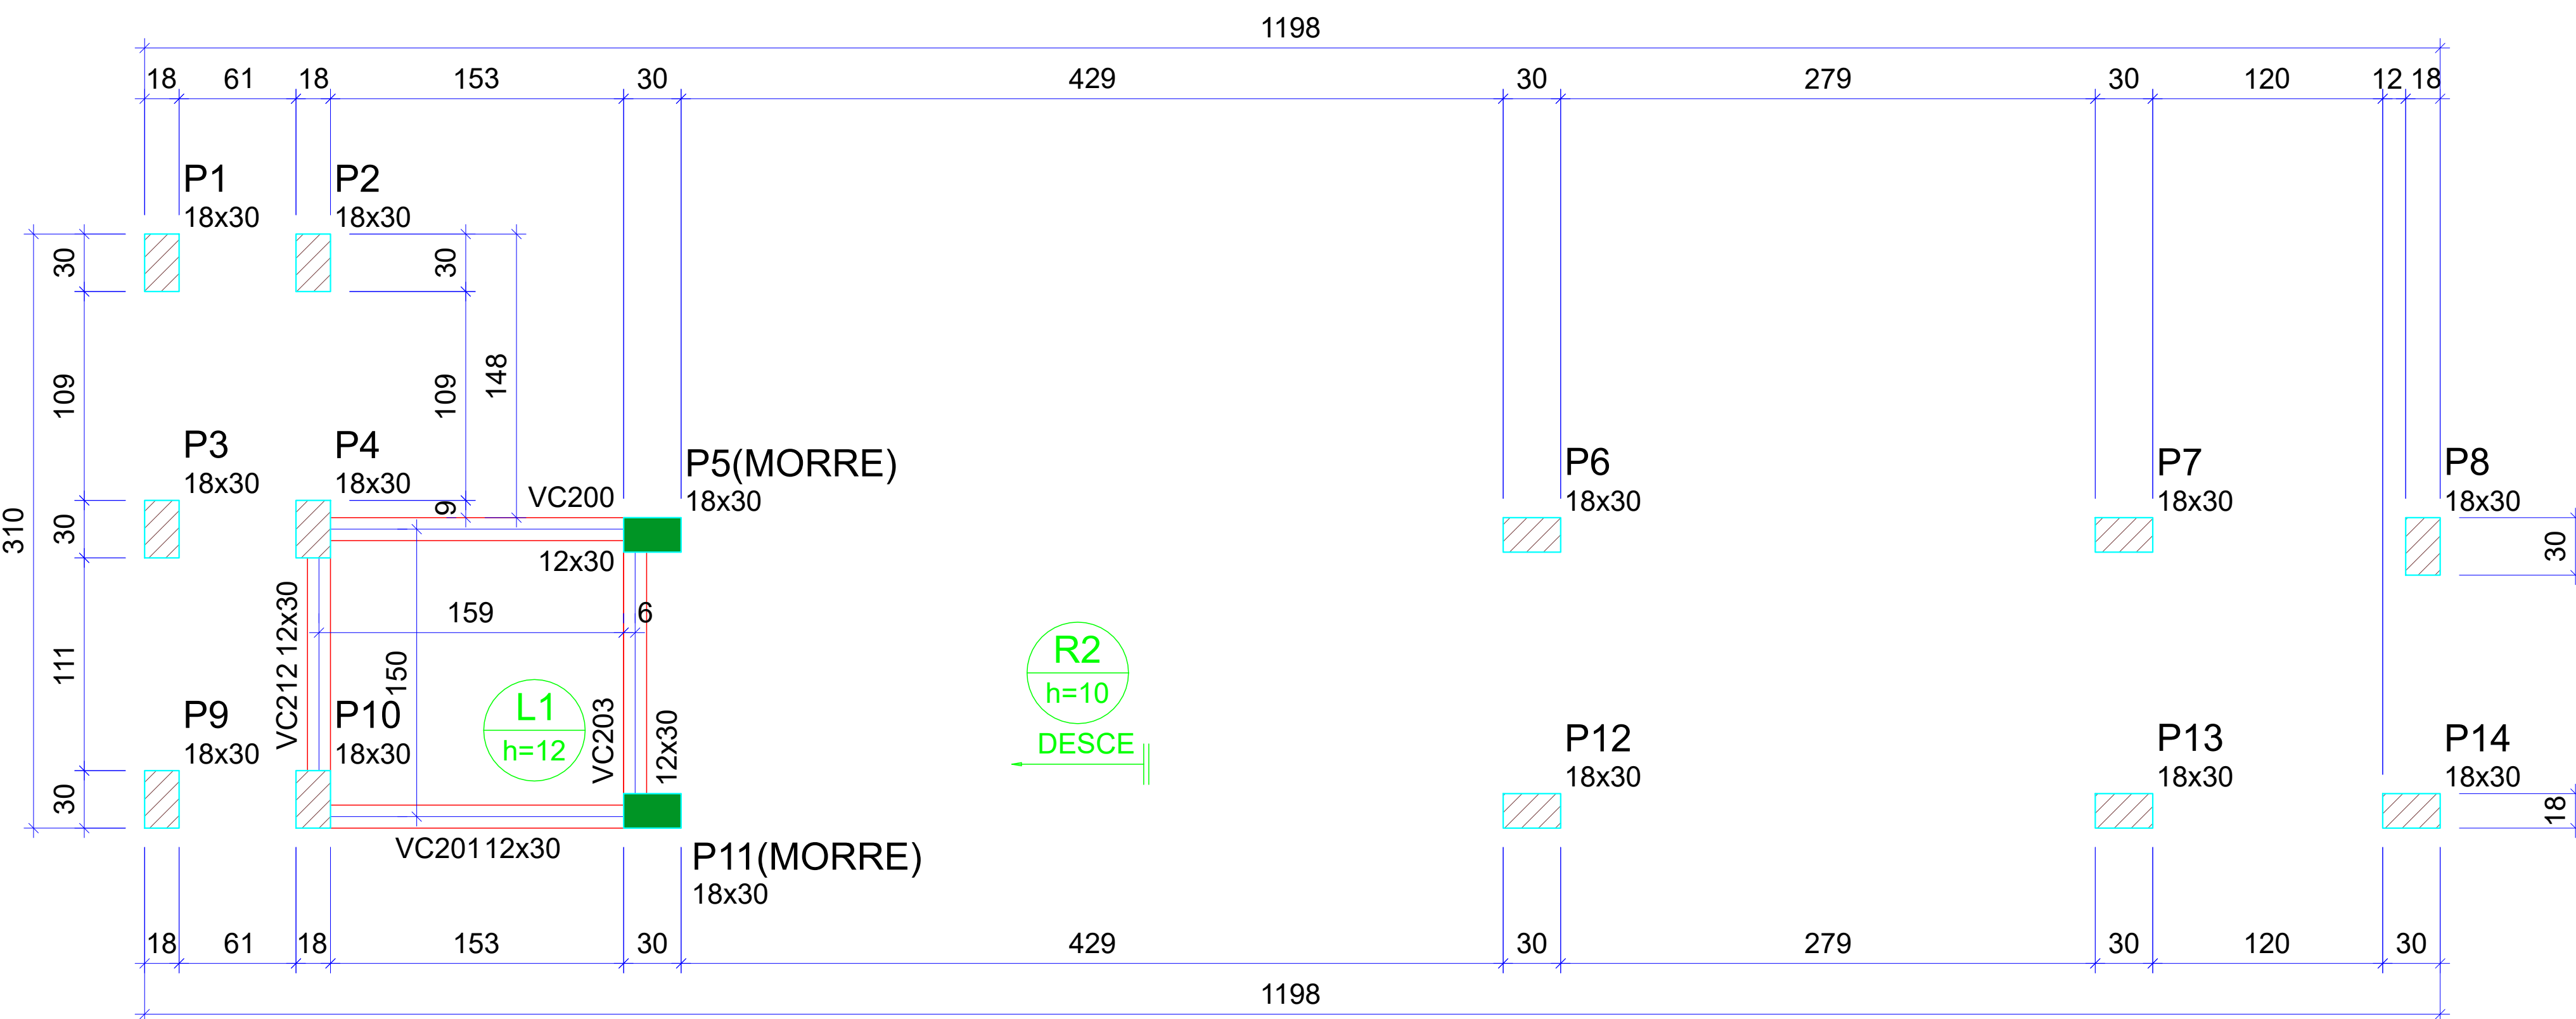 1198
18 61 18 153 30 429 30 279 30 120 12 18
P1
18x30
P2
18x30
30
109
30
111
30
310
30
109
9
148
P3
18x30
P4
18x30
VC200
12x30
P5(MORRE)
18x30
P6
18x30
P7
18x30
P8
18x30
30
159
6
150
VC212 12x30
L1
h=12
VC203
12x30
R2
h=10
DESCE
P9
18x30
P10
18x30
P12
18x30
P13
18x30
P14
18x30
18
VC201 12x30
P11(MORRE)
18x30
18 61 18 153 30 429 30 279 30 120 30
1198